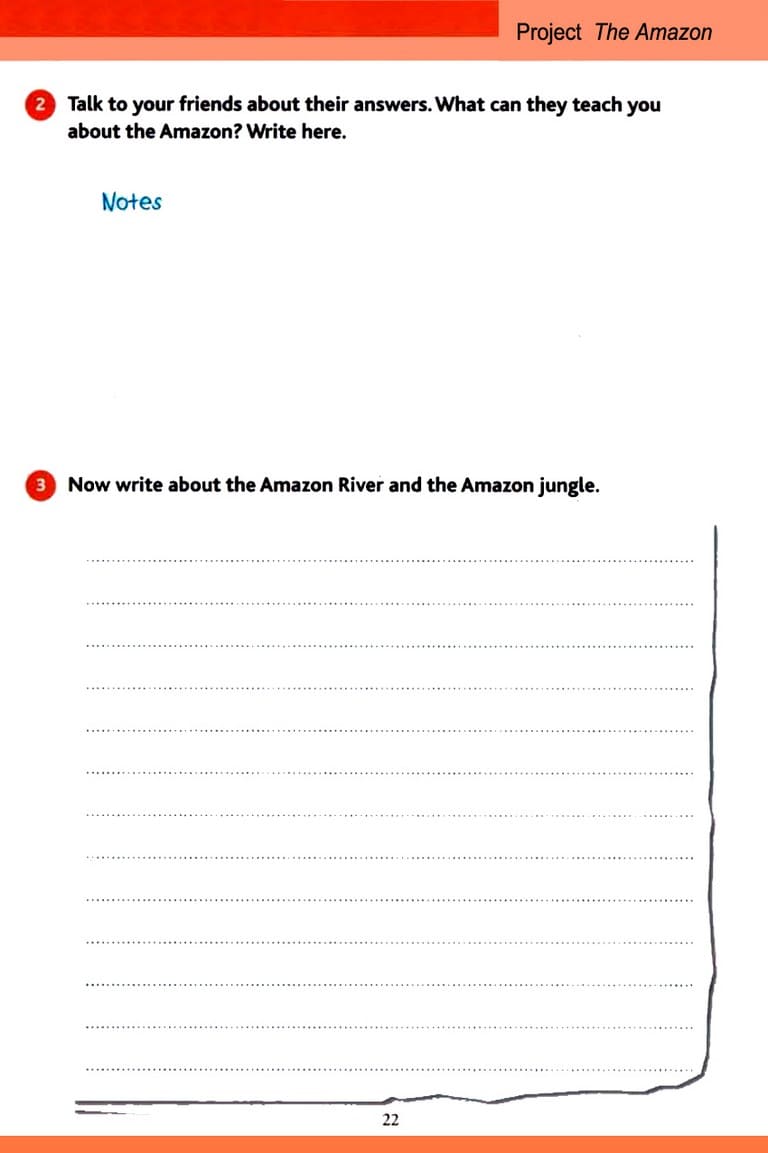 Project The Amazon
2 Talk to your friends about their answers. What can they teach you
about the Amazon? Write here.
Notes
3 Now write about the Amazon River and the Amazon jungle.
22